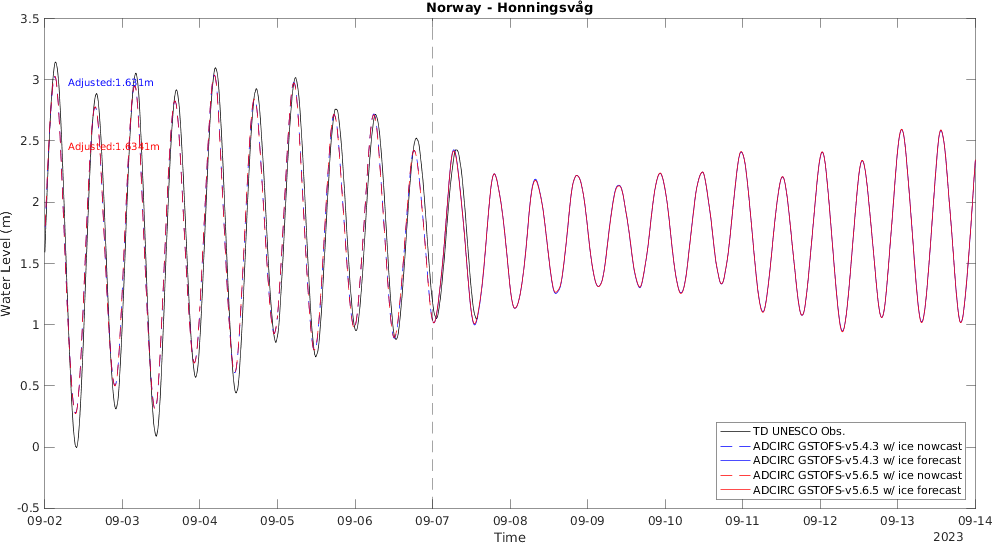 Norway - Honningsvåg
3.5
3
2.5
2
1.5
1
0.5
0
-0.5
Water Level (m)
Adjusted:1.631m
Adjusted:1.6341m
TD UNESCO Obs.
ADCIRC GSTOFS-v5.4.3 w/ ice nowcast
ADCIRC GSTOFS-v5.4.3 w/ ice forecast
ADCIRC GSTOFS-v5.6.5 w/ ice nowcast
ADCIRC GSTOFS-v5.6.5 w/ ice forecast
09-02 09-03 09-04 09-05 09-06 09-07 09-08 09-09 09-10 09-11 09-12 09-13 09-14
Time
2023